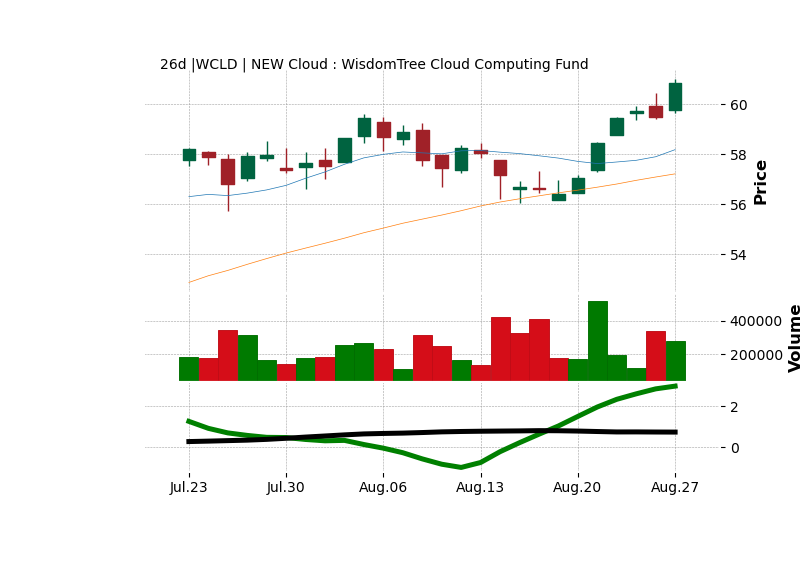 26d |WCLD | NEW Cloud : WisdomTree Cloud Computing Fund
60
58
56
54
Price
400000
200000
Volume
2
0
Jul.23 Jul.30 Aug.06 Aug.13 Aug.20 Aug.27